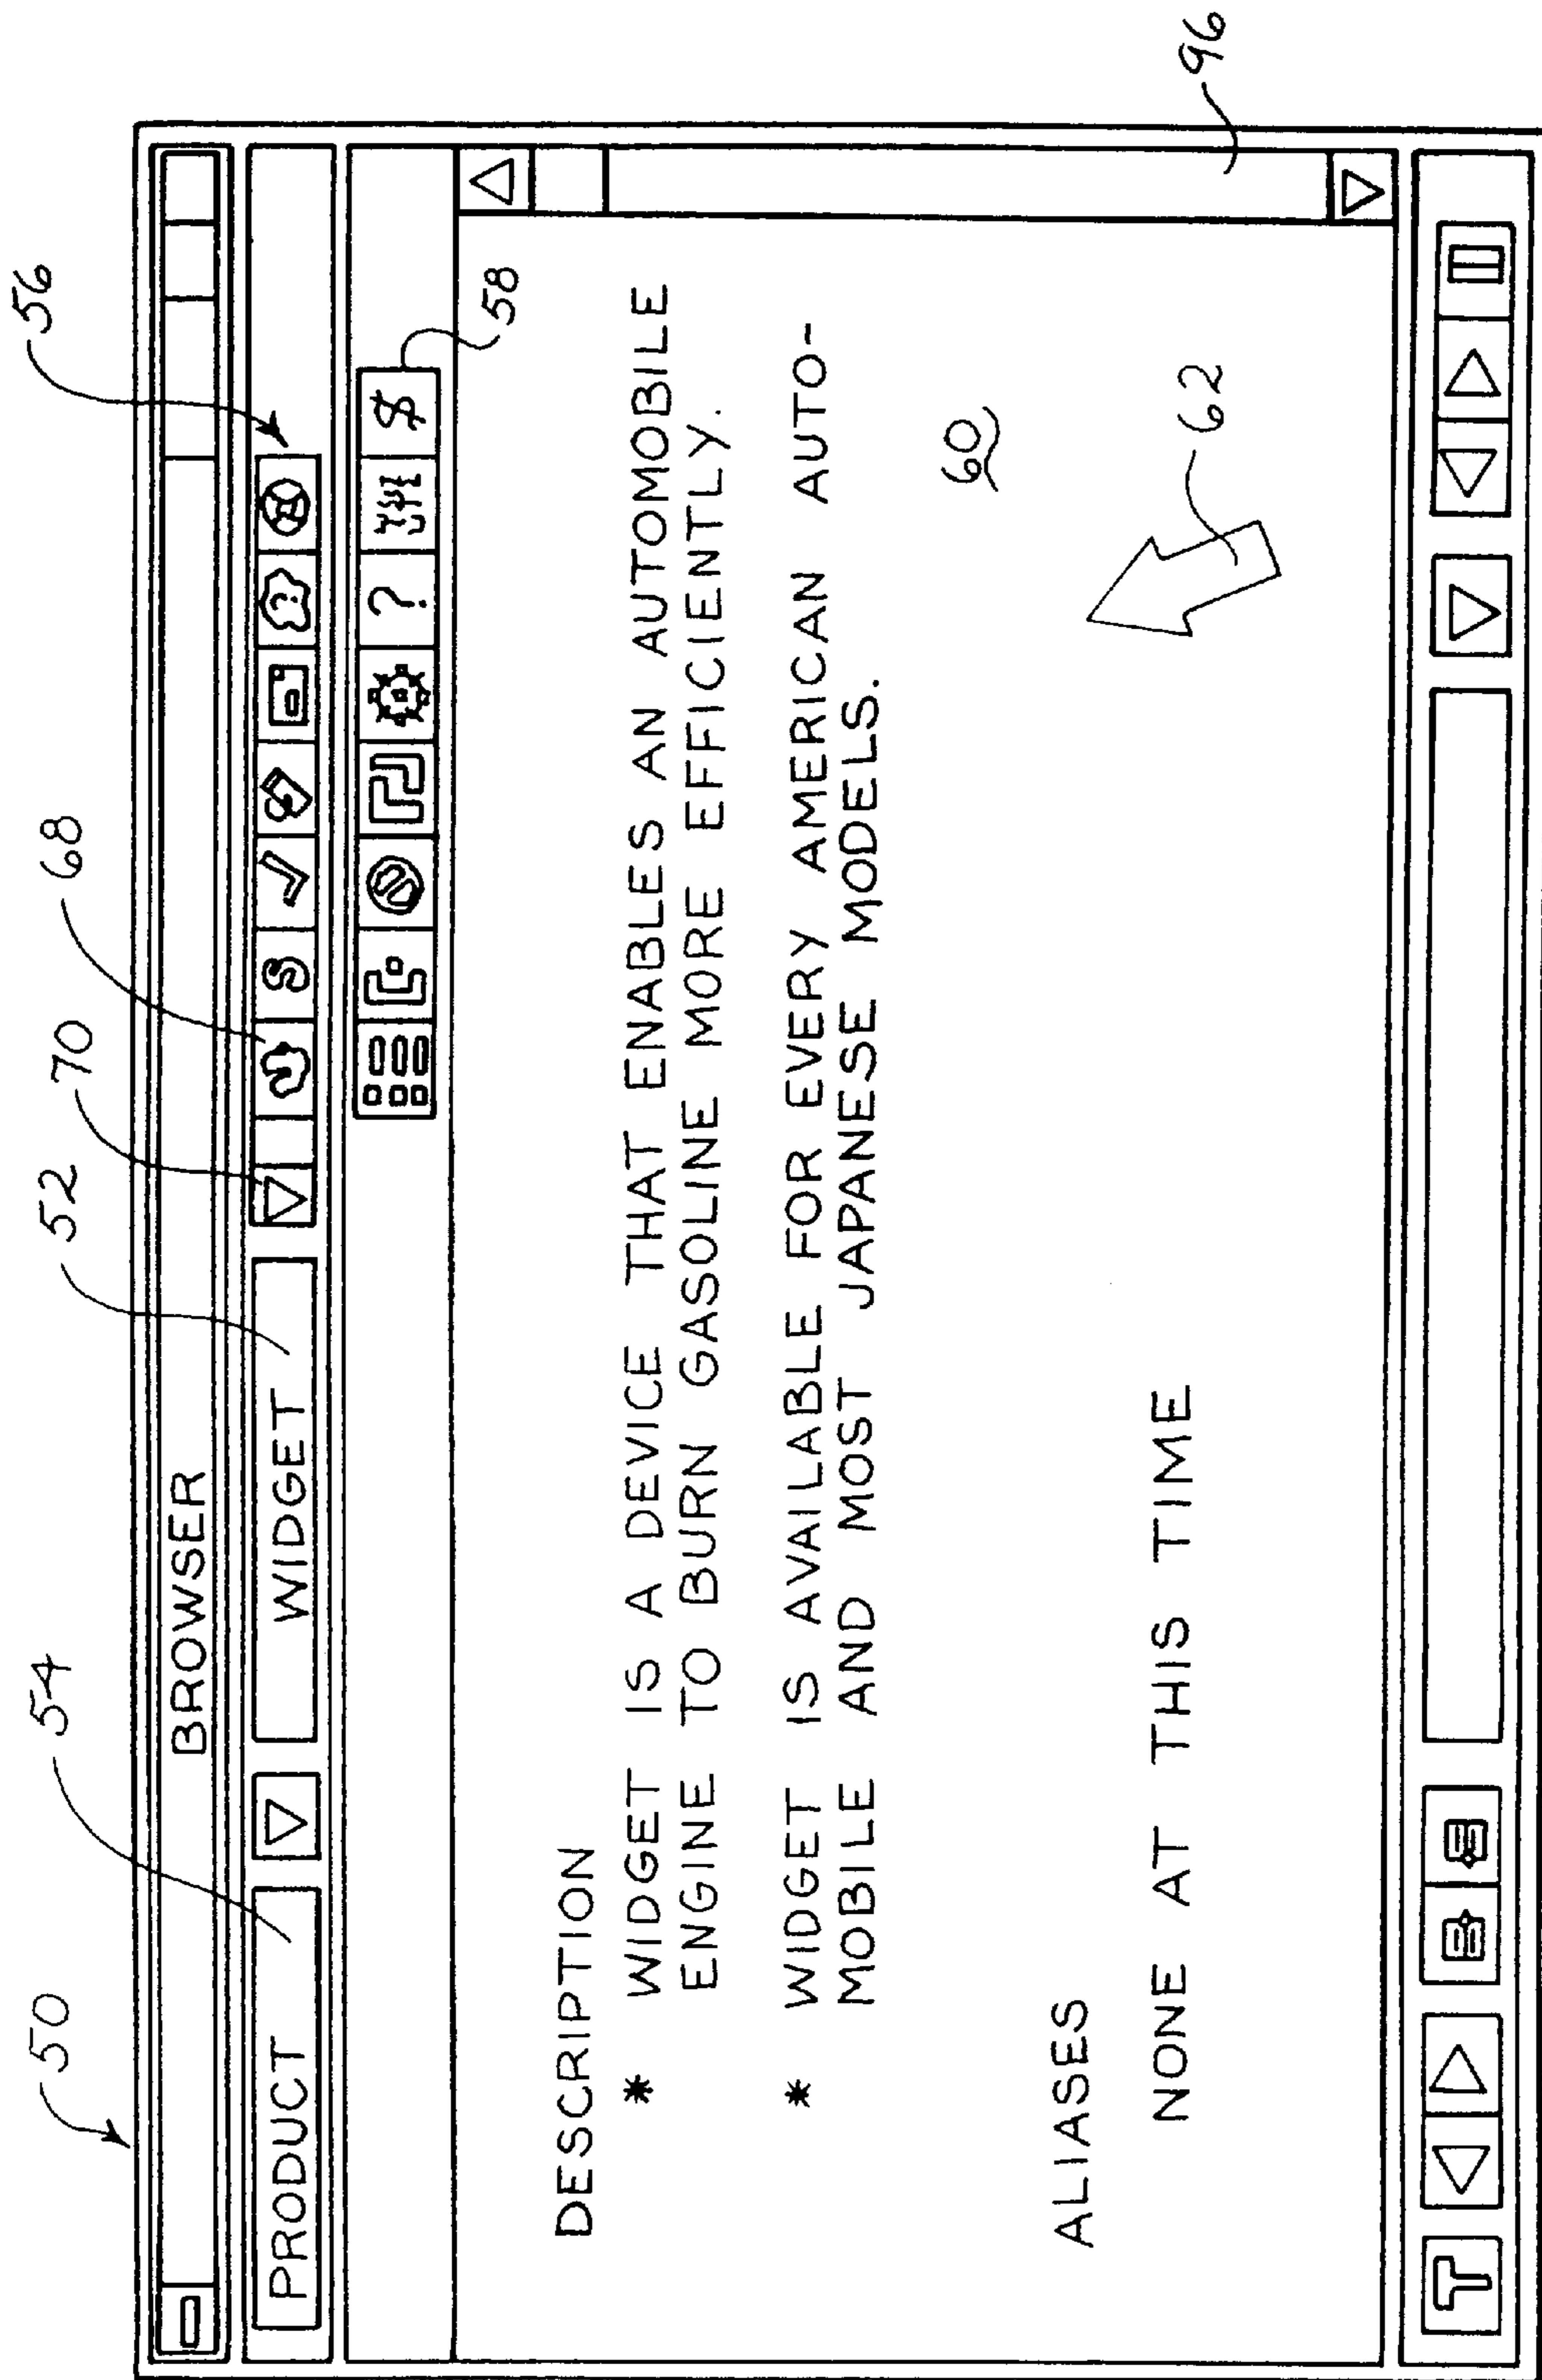 50
54
52
70
68
56
BROWSER
PRODUCT
WIDGET
S
?
$
58
DESCRIPTION
* WIDGET IS A DEVICE THAT ENABLES AN AUTOMOBILE
ENGINE TO BURN GASOLINE MORE EFFICIENTLY.
* WIDGET IS AVAILABLE FOR EVERY AMERICAN AUTO-
MOBILE AND MOST JAPANESE MODELS.
60
ALIASES
NONE AT THIS TIME
62
96